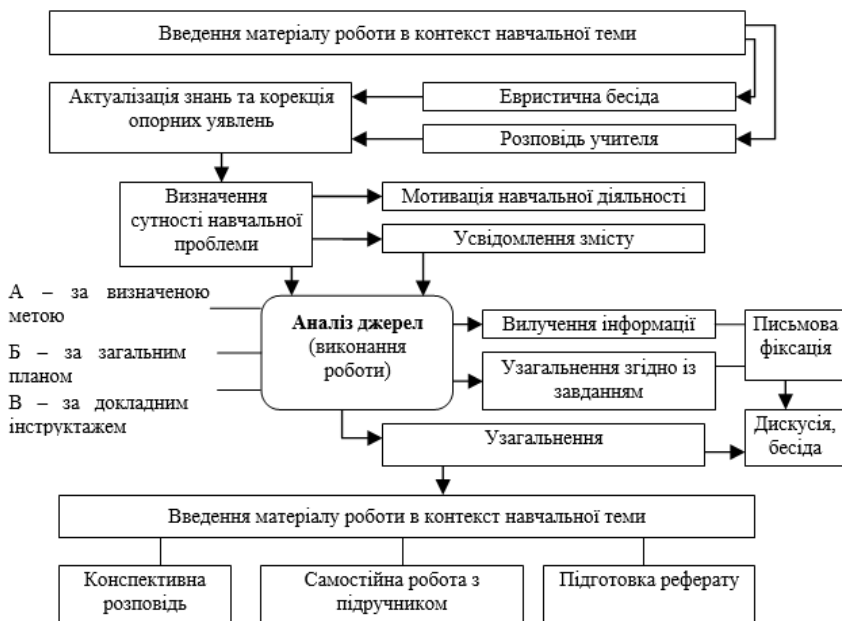 Введення матеріалу роботи в контекст навчальної теми
Актуалізація знань та корекція
опорних уявлень
Евристична бесіда
Розповідь учителя
Визначення
сутності навчальної
проблеми
Мотивація навчальної діяльності
Усвідомлення змісту
А – за визначеною
метою
Б – за загальним
планом
В – за докладним
інструктажем
Аналіз джерел
(виконання
роботи)
Вилучення інформації
Узагальнення згідно із
завданням
Письмова
фіксація
Узагальнення
Дискусія,
бесіда
Введення матеріалу роботи в контекст навчальної теми
Конспективна
розповідь
Самостійна робота з
підручником
Підготовка реферату